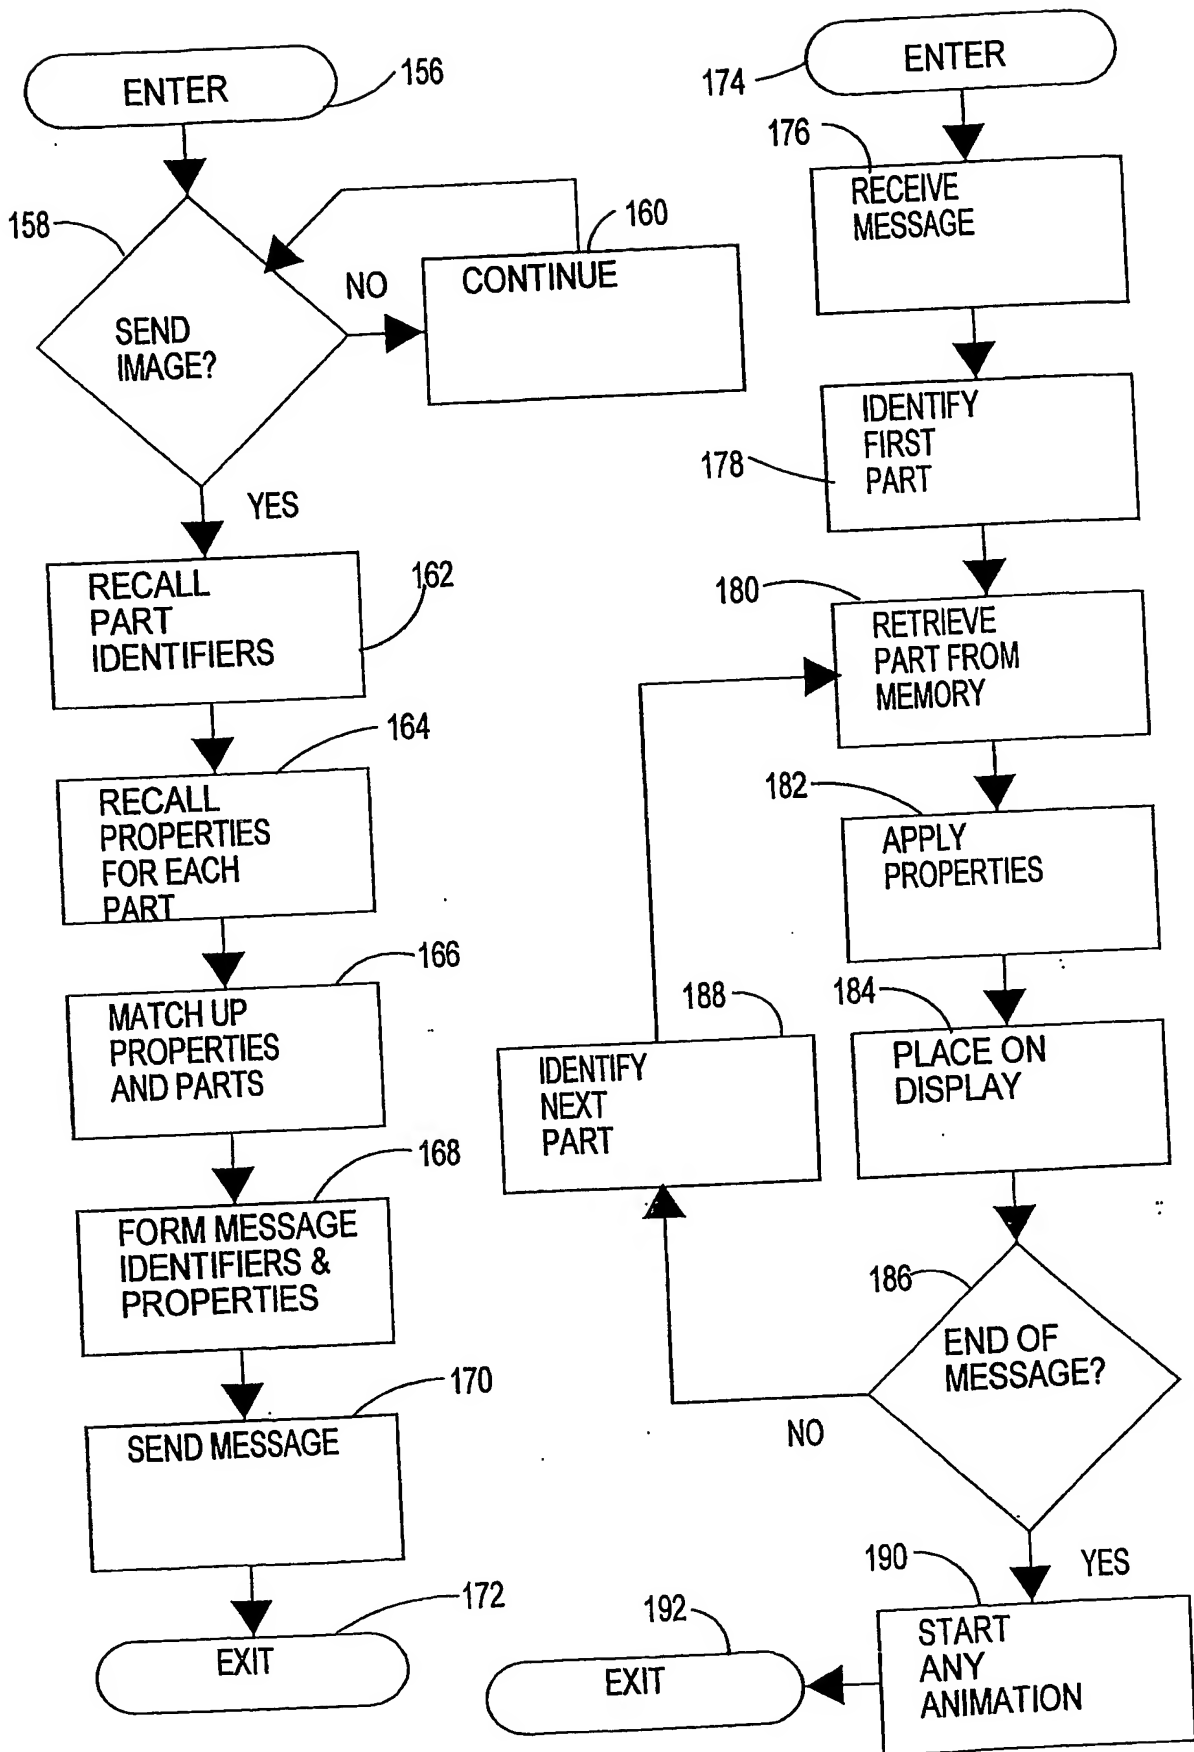 ENTER
156
158
SEND
IMAGE?
NO
160
CONTINUE
YES
RECALL
PART
IDENTIFIERS
162
164
RECALL
PROPERTIES
FOR EACH
PART
166
MATCH UP
PROPERTIES
AND PARTS
168
FORM MESSAGE
IDENTIFIERS &
PROPERTIES
170
SEND MESSAGE
172
EXIT
174
ENTER
176
RECEIVE
MESSAGE
178
IDENTIFY
FIRST
PART
180
RETRIEVE
PART FROM
MEMORY
182
APPLY
PROPERTIES
184
PLACE ON
DISPLAY
188
IDENTIFY
NEXT
PART
186
END OF
MESSAGE?
NO
YES
190
START
ANY
ANIMATION
192
EXIT